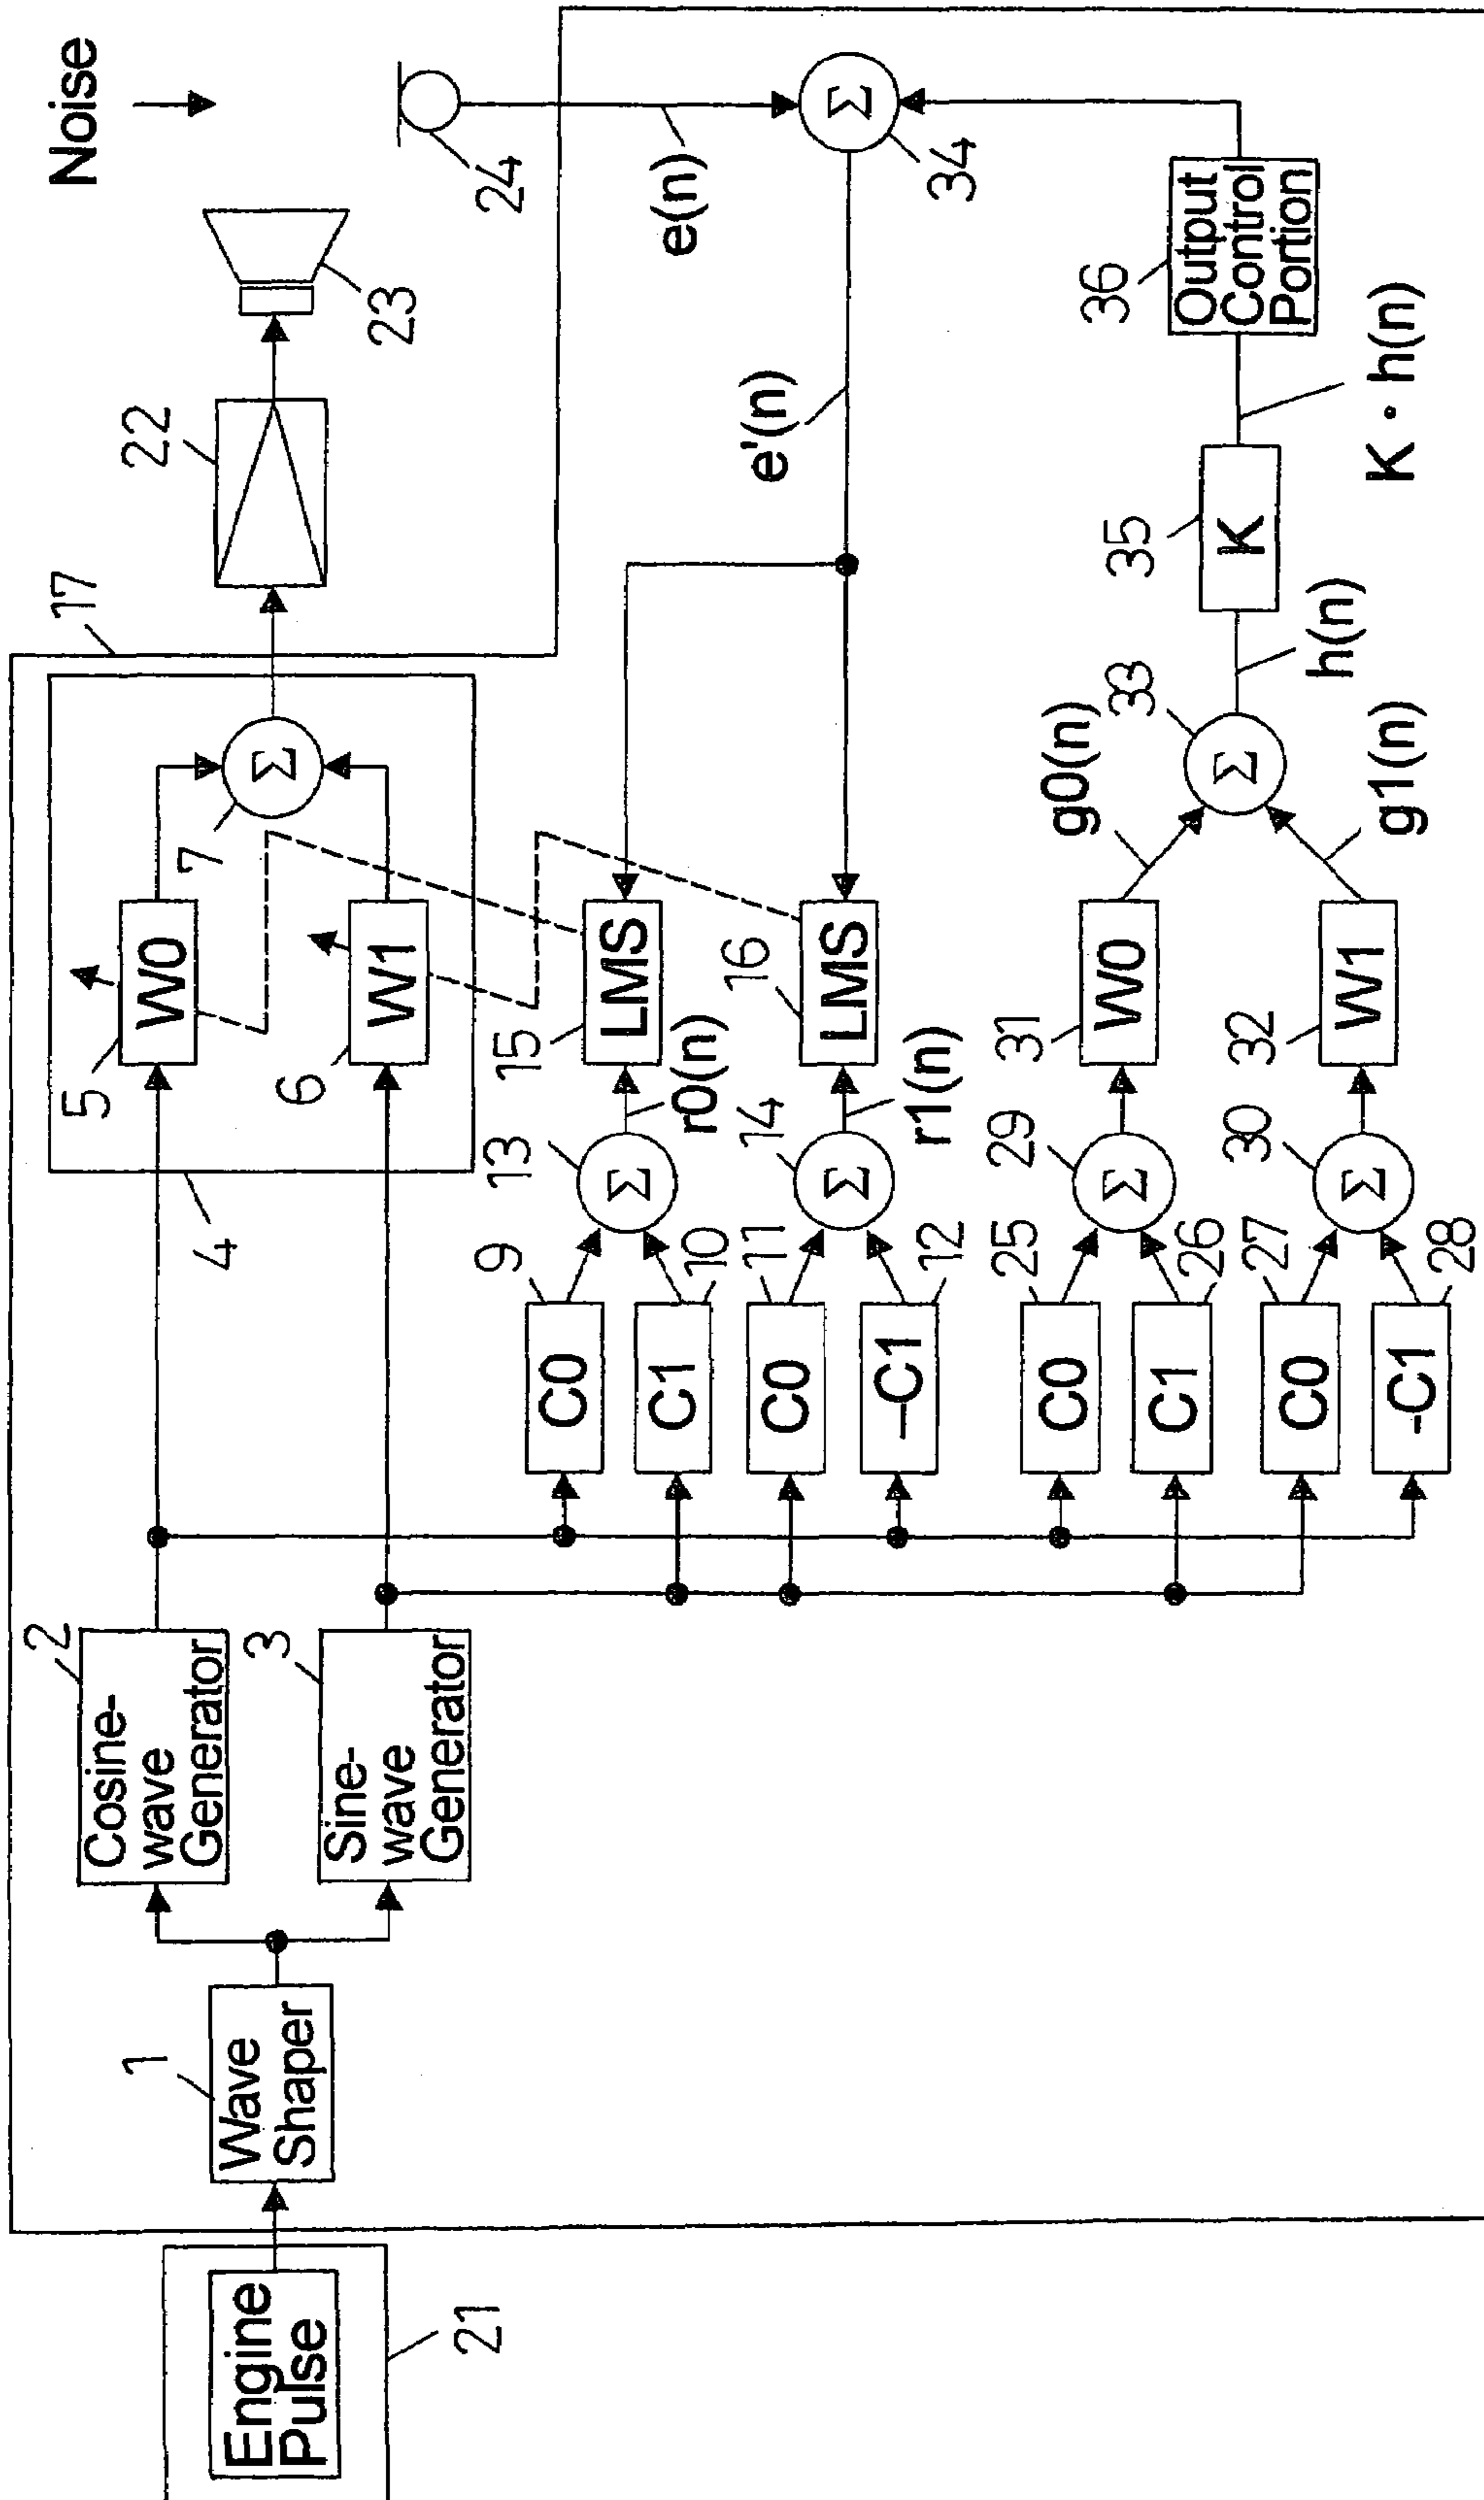 Engine
Pulse
21
1
Wave
Shaper
2
Cosine-
wave
Generator
3
Sine-
wave
Generator
4
5
W0
6
W1
7
Σ
17
22
23
Noise
24
e(n)
9
C0
10
C1
11
C0
12
–C1
13
Σ
r0(n)
14
Σ
r1(n)
15
LMS
16
LMS
e'(n)
Σ
34
25
C0
26
C1
27
C0
28
-C1
29
Σ
30
Σ
31
W0
32
W1
g0(n)
g1(n)
33
Σ
h(n)
35
K
K • h(n)
36
Output
Control
Portion